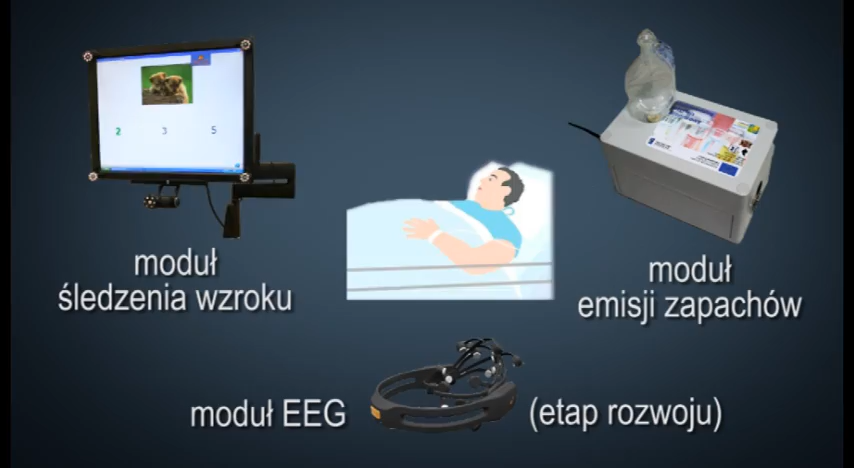 2 3 5
moduł
śledzenia wzroku
moduł
emisji zapachów
moduł EEG (etap rozwoju)